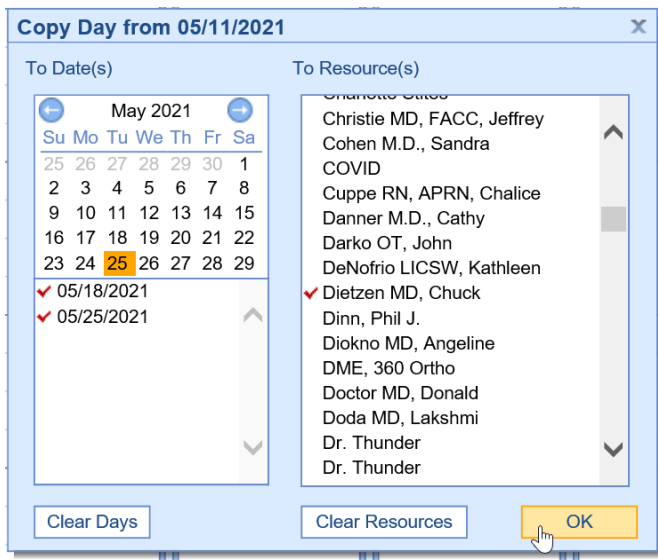 Copy Day from 05/11/2021
X
To Date(s)
May 2021
Su Mo Tu We Th Fr Sa
25 26 27 28 29 30 1
2 3 4 5 6 7 8
9 10 11 12 13 14 15
16 17 18 19 20 21 22
23 24 25 26 27 28 29
05/18/2021
05/25/2021
Clear Days
To Resource(s)
Christie MD, FACC, Jeffrey
Cohen M.D., Sandra
COVID
Cuppe RN, APRN, Chalice
Danner M.D., Cathy
Darko OT, John
DeNofrio LICSW, Kathleen
Dietzen MD, Chuck
Dinn, Phil J.
Diokno MD, Angeline
DME, 360 Ortho
Doctor MD, Donald
Doda MD, Lakshmi
Dr. Thunder
Dr. Thunder
Clear Resources
OK